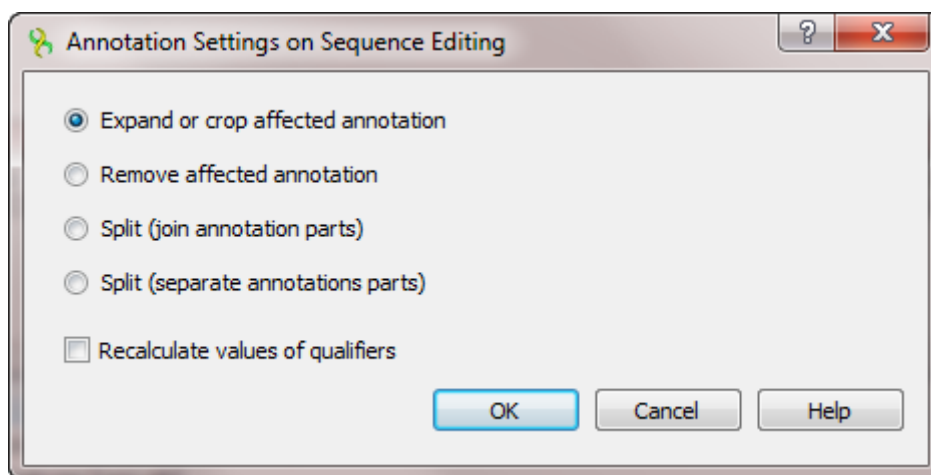 Annotation Settings on Sequence Editing
?
Expand or crop affected annotation
Remove affected annotation
Split (join annotation parts)
Split (separate annotations parts)
Recalculate values of qualifiers
OK Cancel Help